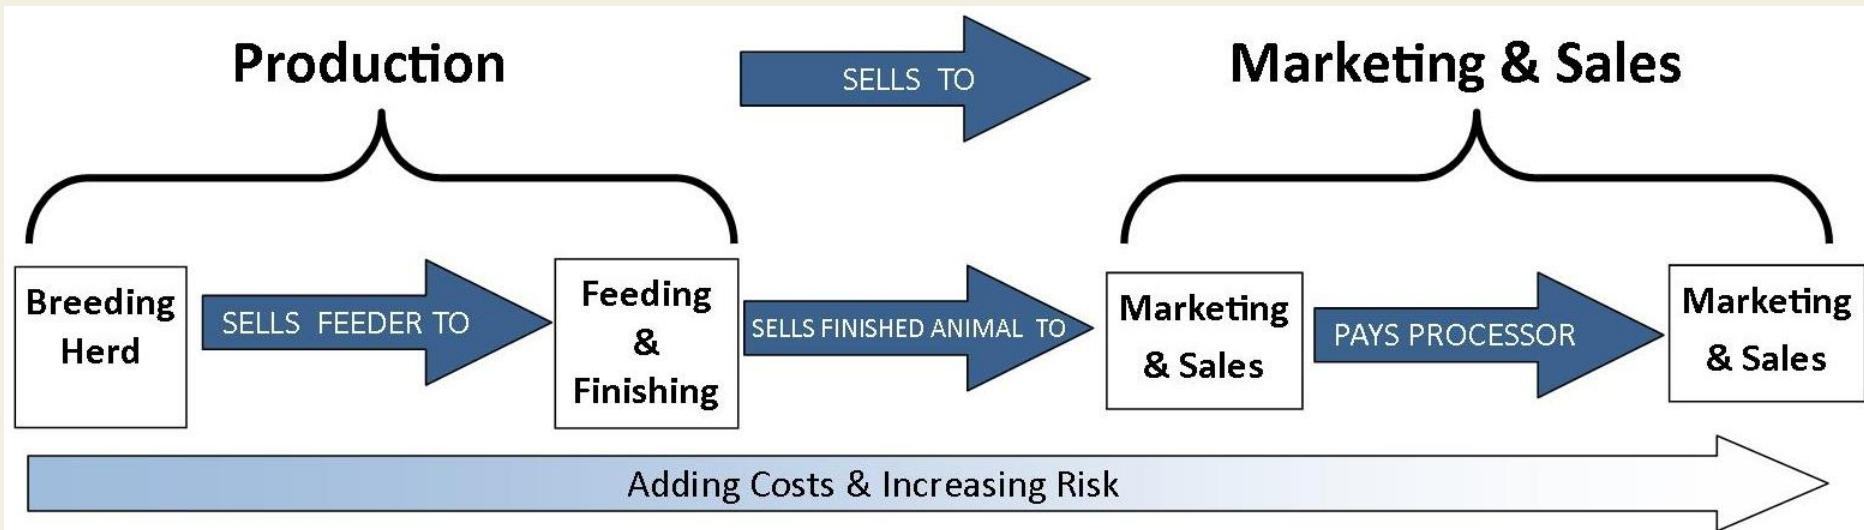 Production
SELLS TO
Marketing & Sales
Breeding
Herd
SELLS FEEDER TO
Feeding
&
Finishing
SELLS FINISHED ANIMAL TO
Marketing
& Sales
PAYS PROCESSOR
Marketing
& Sales
Adding Costs & Increasing Risk